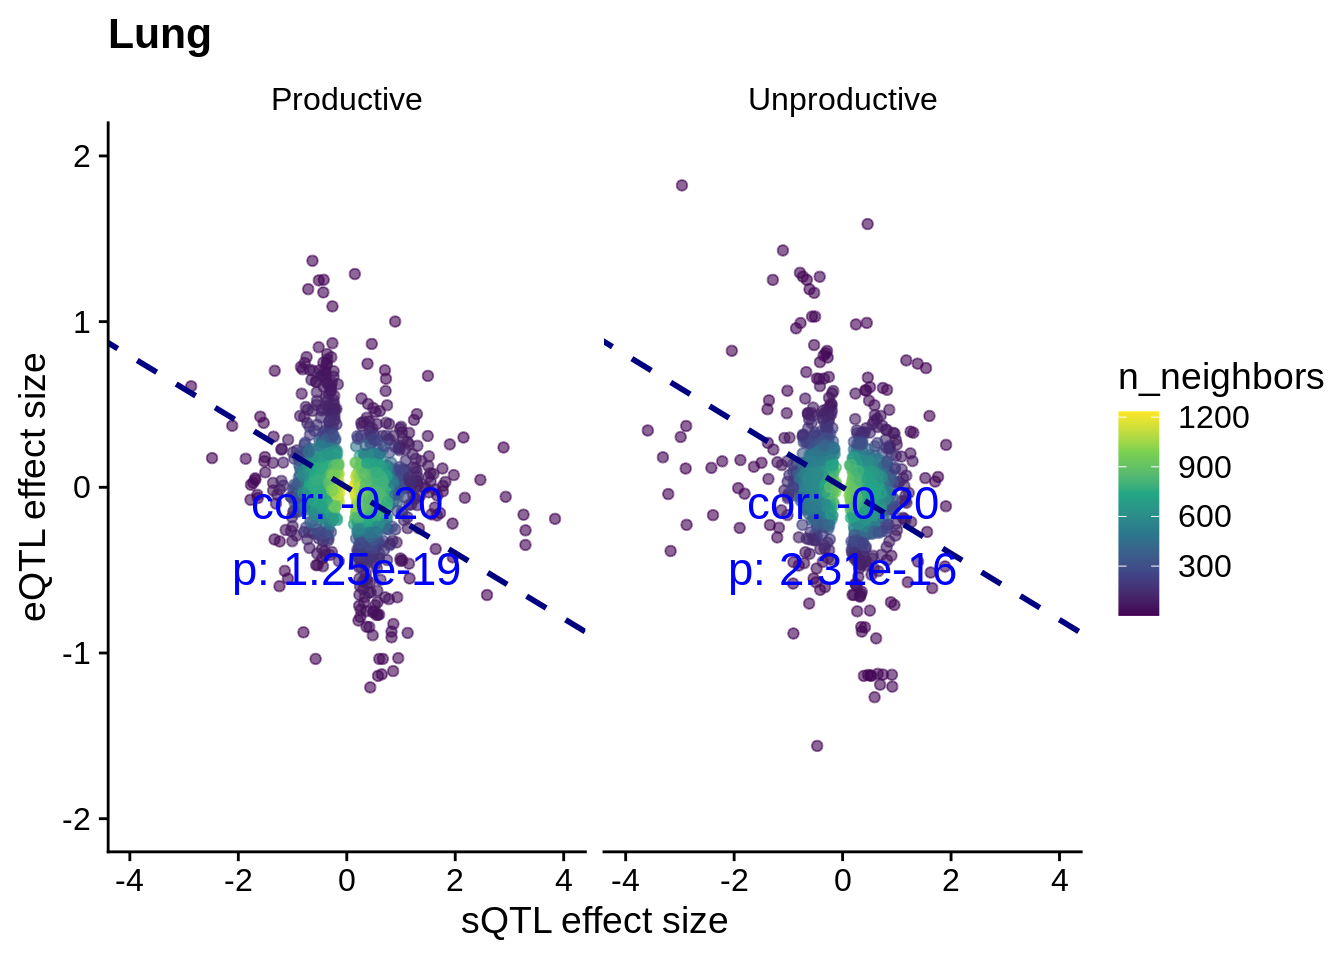 Lung
Productive
Unproductive
2
1
0
-1
-2
eQTL effect size
cor: -0.20
p: 1.25e-19
cor: -0.20
p: 2.31e-16
-4 -2 0 2 4
-4 -2 0 2 4
sQTL effect size
n_neighbors
1200
900
600
300